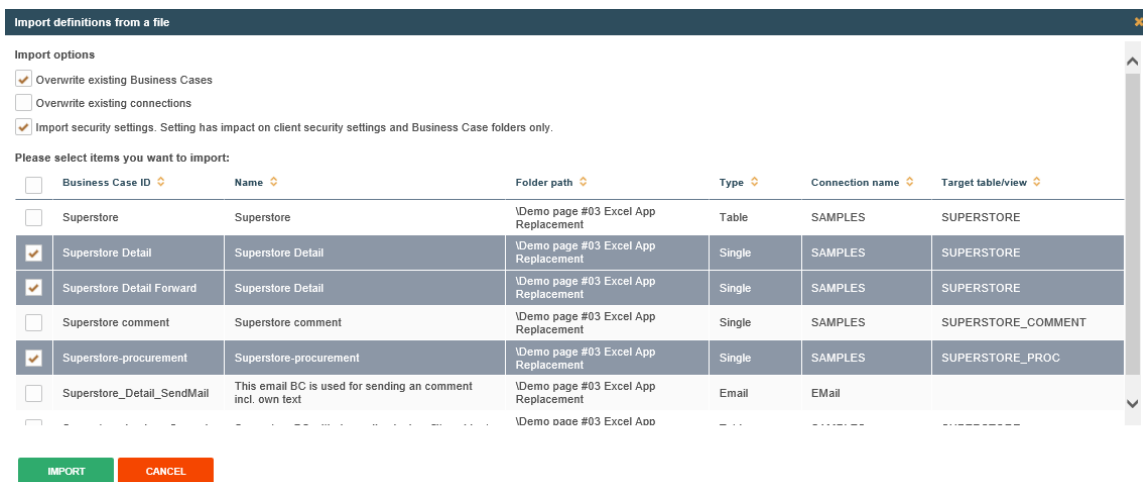 Import definitions from a file
Import options
Overwrite existing Business Cases
Overwrite existing connections
Import security settings. Setting has impact on client security settings and Business Case folders only.
Please select items you want to import:
Business Case ID Name Folder path Type Connection name Target table/view
Superstore Superstore \Demo page #03 Excel App Replacement Table SAMPLES SUPERSTORE
Superstore Detail Superstore Detail \Demo page #03 Excel App Replacement Single SAMPLES SUPERSTORE
Superstore Detail Forward Superstore Detail \Demo page #03 Excel App Replacement Single SAMPLES SUPERSTORE
Superstore comment Superstore comment \Demo page #03 Excel App Replacement Single SAMPLES SUPERSTORE_COMMENT
Superstore-procurement Superstore-procurement \Demo page #03 Excel App Replacement Single SAMPLES SUPERSTORE_PROC
Superstore_Detail_SendMail This email BC is used for sending an comment incl. own text \Demo page #03 Excel App Replacement Email EMail
\Demo page #03 Excel App
IMPORT CANCEL